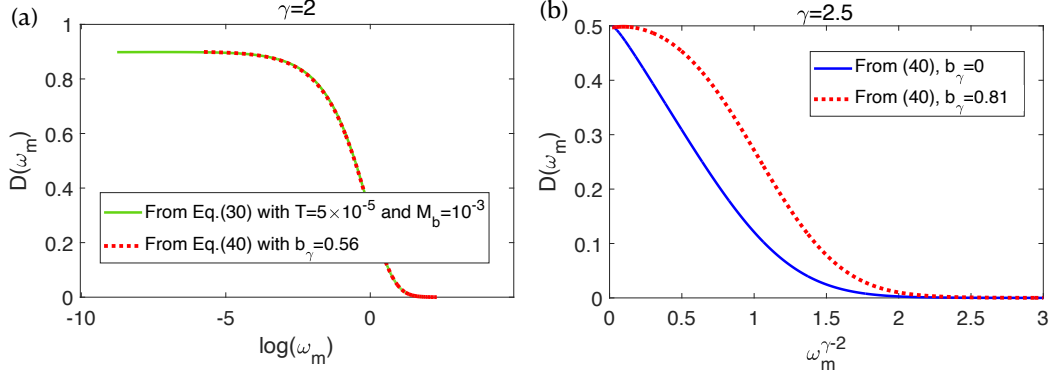 (a)
γ=2
D(ω_m)
1
0.8
0.6
0.4
0.2
0
From Eq.(30) with T=5×10^-5 and M_b=10^-3
From Eq.(40) with b_γ=0.56
-10
-5
0
log(ω_m)
(b)
γ=2.5
D(ω_m)
0.5
0.4
0.3
0.2
0.1
0
From (40), b_γ=0
From (40), b_γ=0.81
0
0.5
1
1.5
2
2.5
3
ω_m^γ-2